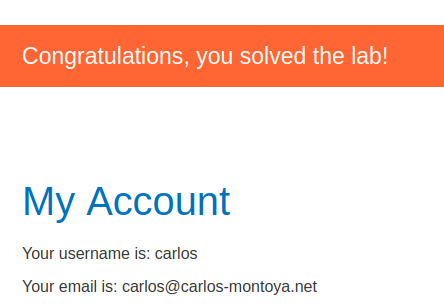 Congratulations, you solved the lab!
My Account
Your username is: carlos
Your email is: carlos@carlos-montoya.net